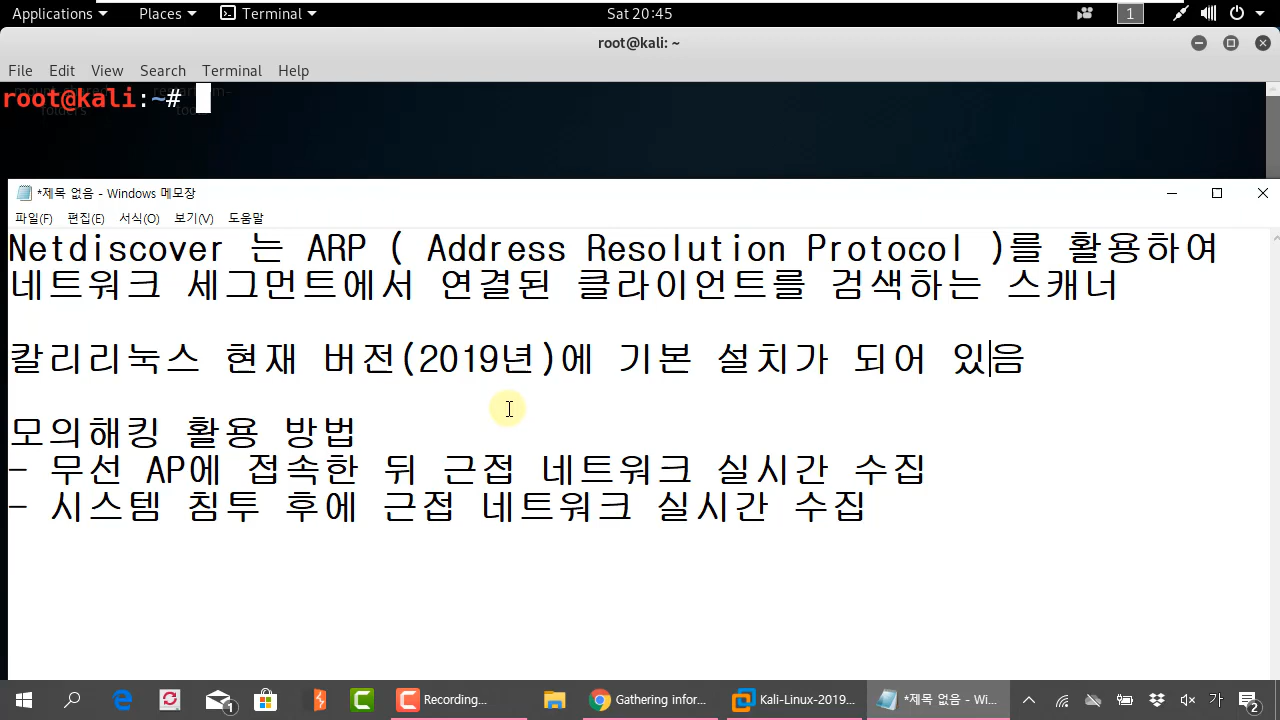 Applications Places Terminal Sat 20:45 1
root@kali: ~
File Edit View Search Terminal Help
root@kali:~#
*제목 없음 - Windows 메모장
파일(F) 편집(E) 서식(O) 보기(V) 도움말
Netdiscover 는 ARP ( Address Resolution Protocol )를 활용하여
네트워크 세그먼트에서 연결된 클라이언트를 검색하는 스캐너
칼리리눅스 현재 버전(2019년)에 기본 설치가 되어 있음
모의해킹 활용 방법
- 무선 AP에 접속한 뒤 근접 네트워크 실시간 수집
- 시스템 침투 후에 근접 네트워크 실시간 수집
1 Recording... Gathering infor... Kali-Linux-2019... *제목 없음 - Wi... 가 2